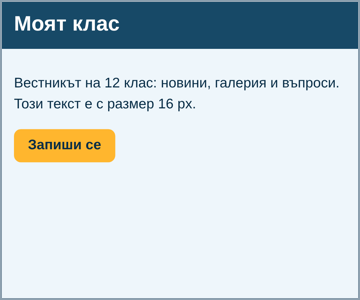 Моят клас
Вестникът на 12 клас: новини, галерия и въпроси.
Този текст е с размер 16 px.
Запиши се